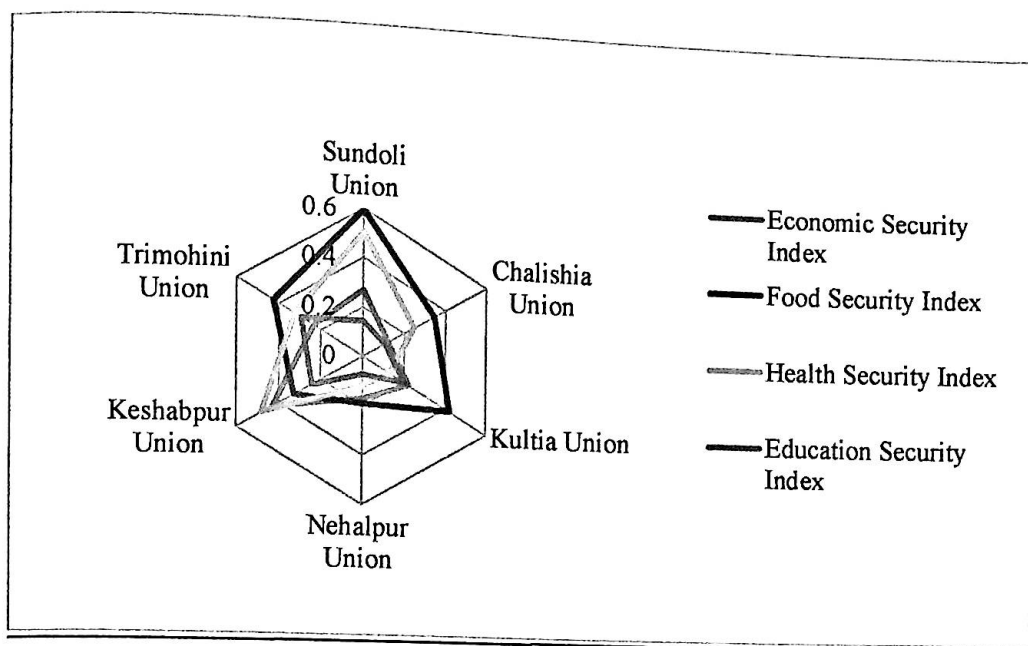 Sundoli
Union
0.6
0.4
0.2
0
Trimohini
Union
Chalishia
Union
Keshabpur
Union
Kultia Union
Nehalpur
Union
Economic Security
Index
Food Security Index
Health Security Index
Education Security
Index